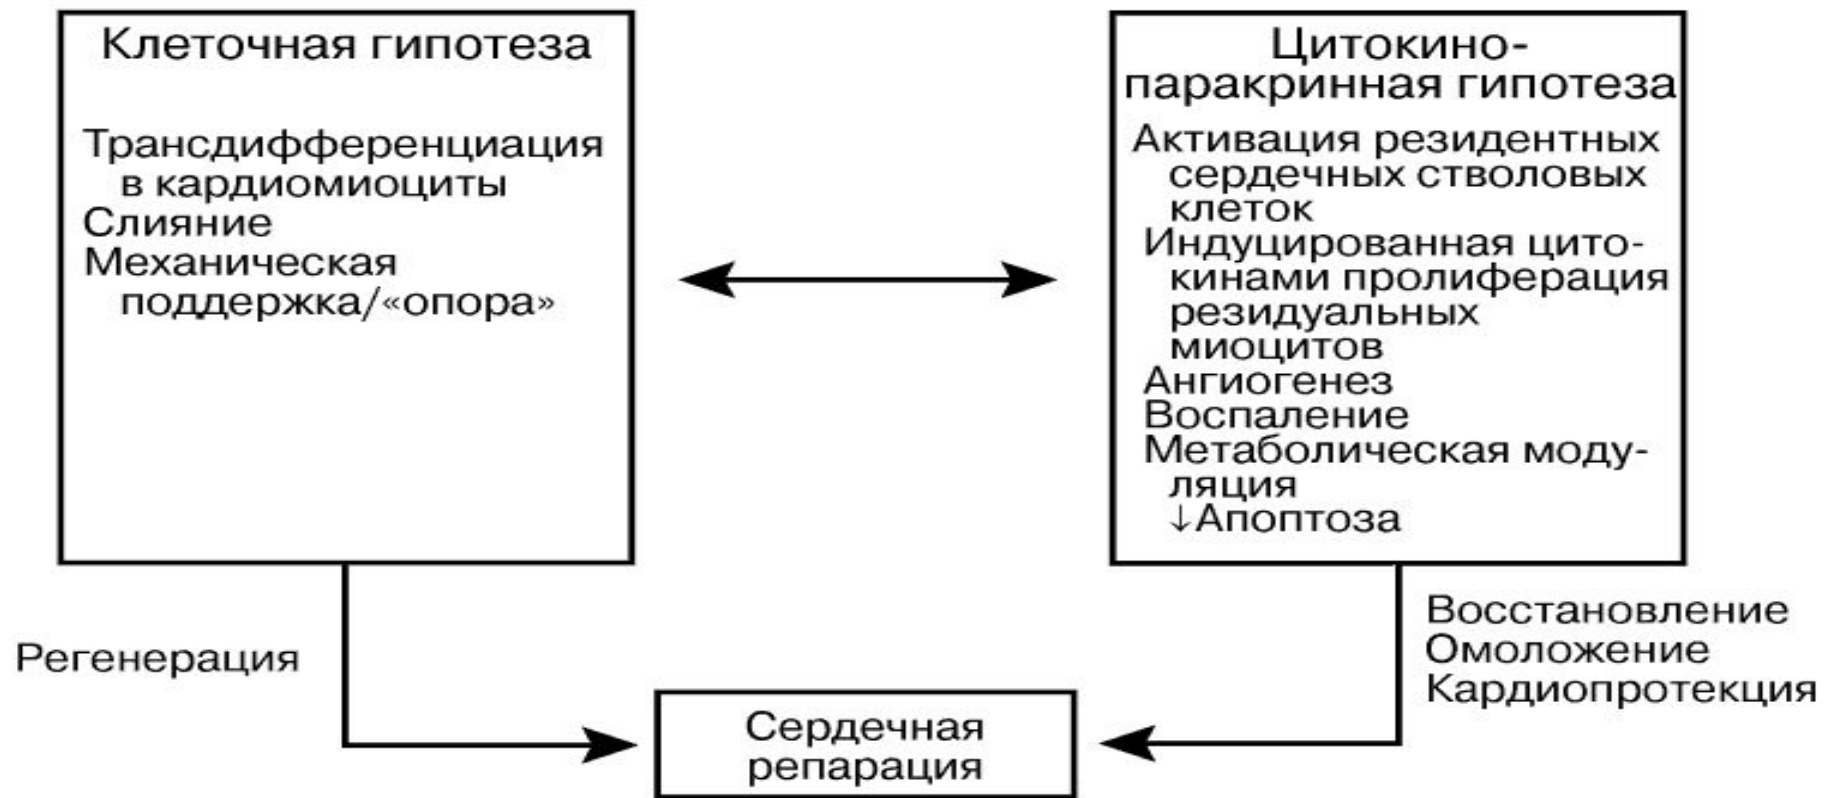 Клеточная гипотеза
Трансдифференциация
в кардиомиоциты
Слияние
Механическая
поддержка/«опора»
Цитокино-
паракринная гипотеза
Активация резидентных
сердечных стволовых
клеток
Индуцированная цито-
кинами пролиферация
резидуальных
миоцитов
Ангиогенез
Воспаление
Метаболическая моду-
ляция
↓Апоптоза
Регенерация
Восстановление
Омоложение
Кардиопротекция
Сердечная
репарация